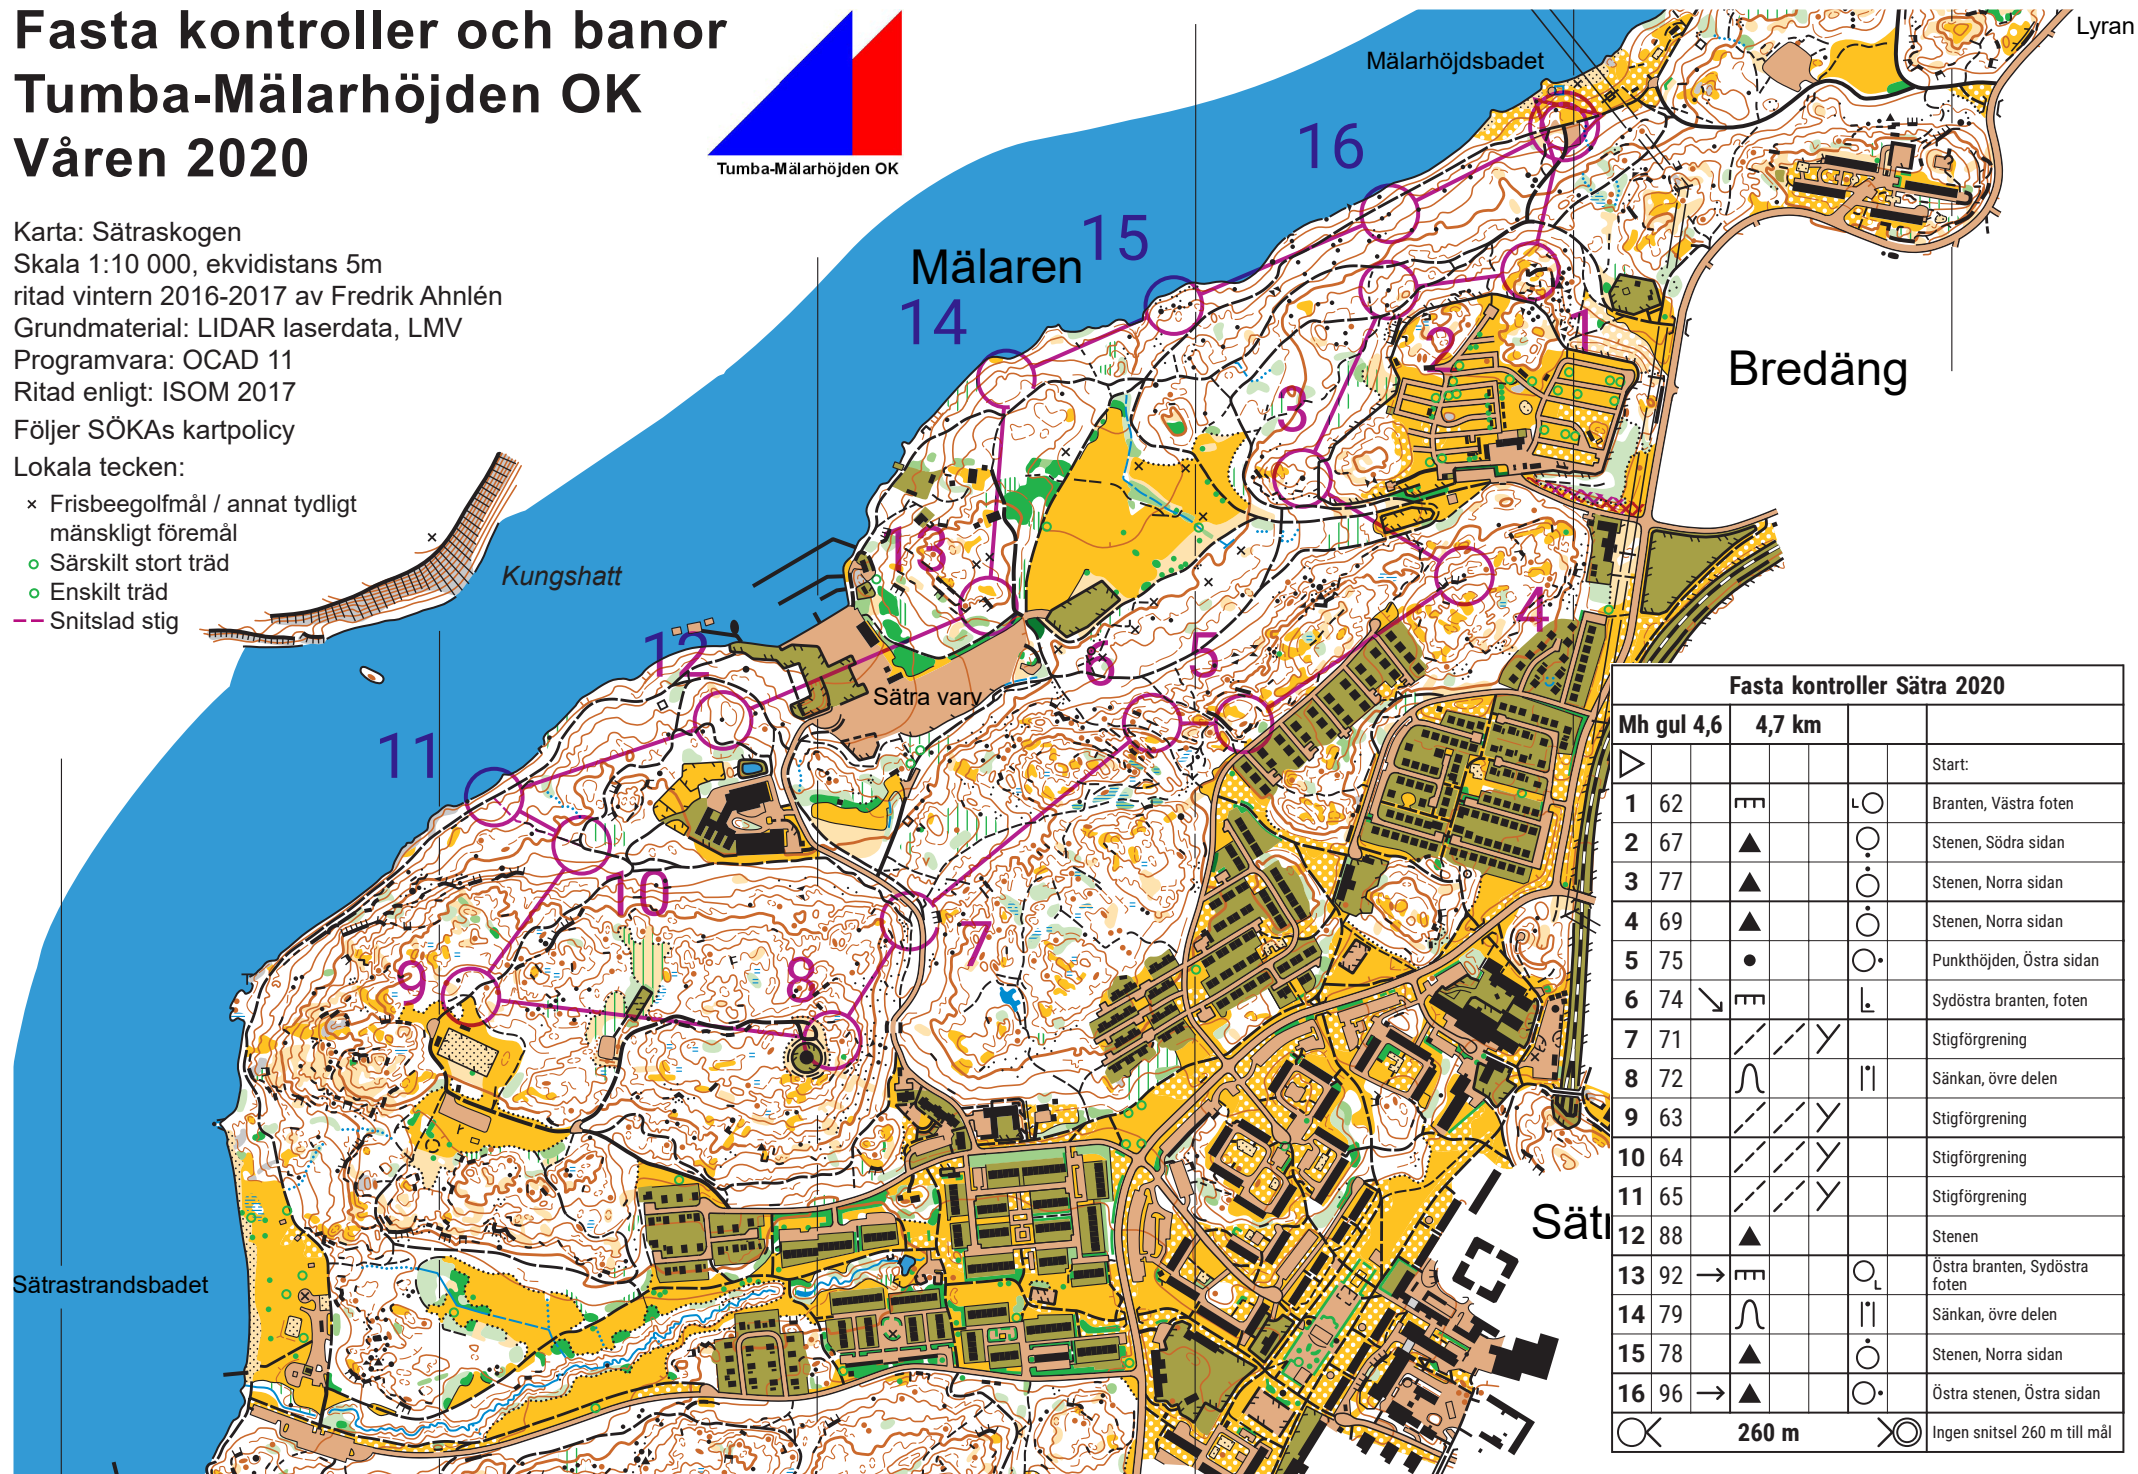 Fasta kontroller och banor
Tumba-Mälarhöjden OK
Våren 2020
Tumba-Mälarhöjden OK
Karta: Sätraskogen
Skala 1:10 000, ekvidistans 5m
ritad vintern 2016-2017 av Fredrik Ahnlén
Grundmaterial: LIDAR laserdata, LMV
Programvara: OCAD 11
Ritad enligt: ISOM 2017
Följer SÖKAs kartpolicy
Lokala tecken:
× Frisbeegolfmål / annat tydligt
mänskligt föremål
Särskilt stort träd
Enskilt träd
Snitslad stig
Lyran
Mälarhöjdsbadet
16
15
Mälaren
14
1
2
Bredäng
3
13
Kungshatt
4
12
5
6
Sätra varv
11
10
7
9
8
Sätrastrandsbadet
Sätr
Fasta kontroller Sätra 2020
Mh gul 4,6 4,7 km
Start:
1 62 Branten, Västra foten
2 67 Stenen, Södra sidan
3 77 Stenen, Norra sidan
4 69 Stenen, Norra sidan
5 75 Punkthöjden, Östra sidan
6 74 Sydöstra branten, foten
7 71 Stigförgrening
8 72 Sänkan, övre delen
9 63 Stigförgrening
10 64 Stigförgrening
11 65 Stigförgrening
12 88 Stenen
13 92 Östra branten, Sydöstra
foten
14 79 Sänkan, övre delen
15 78 Stenen, Norra sidan
16 96 Östra stenen, Östra sidan
260 m Ingen snitsel 260 m till mål